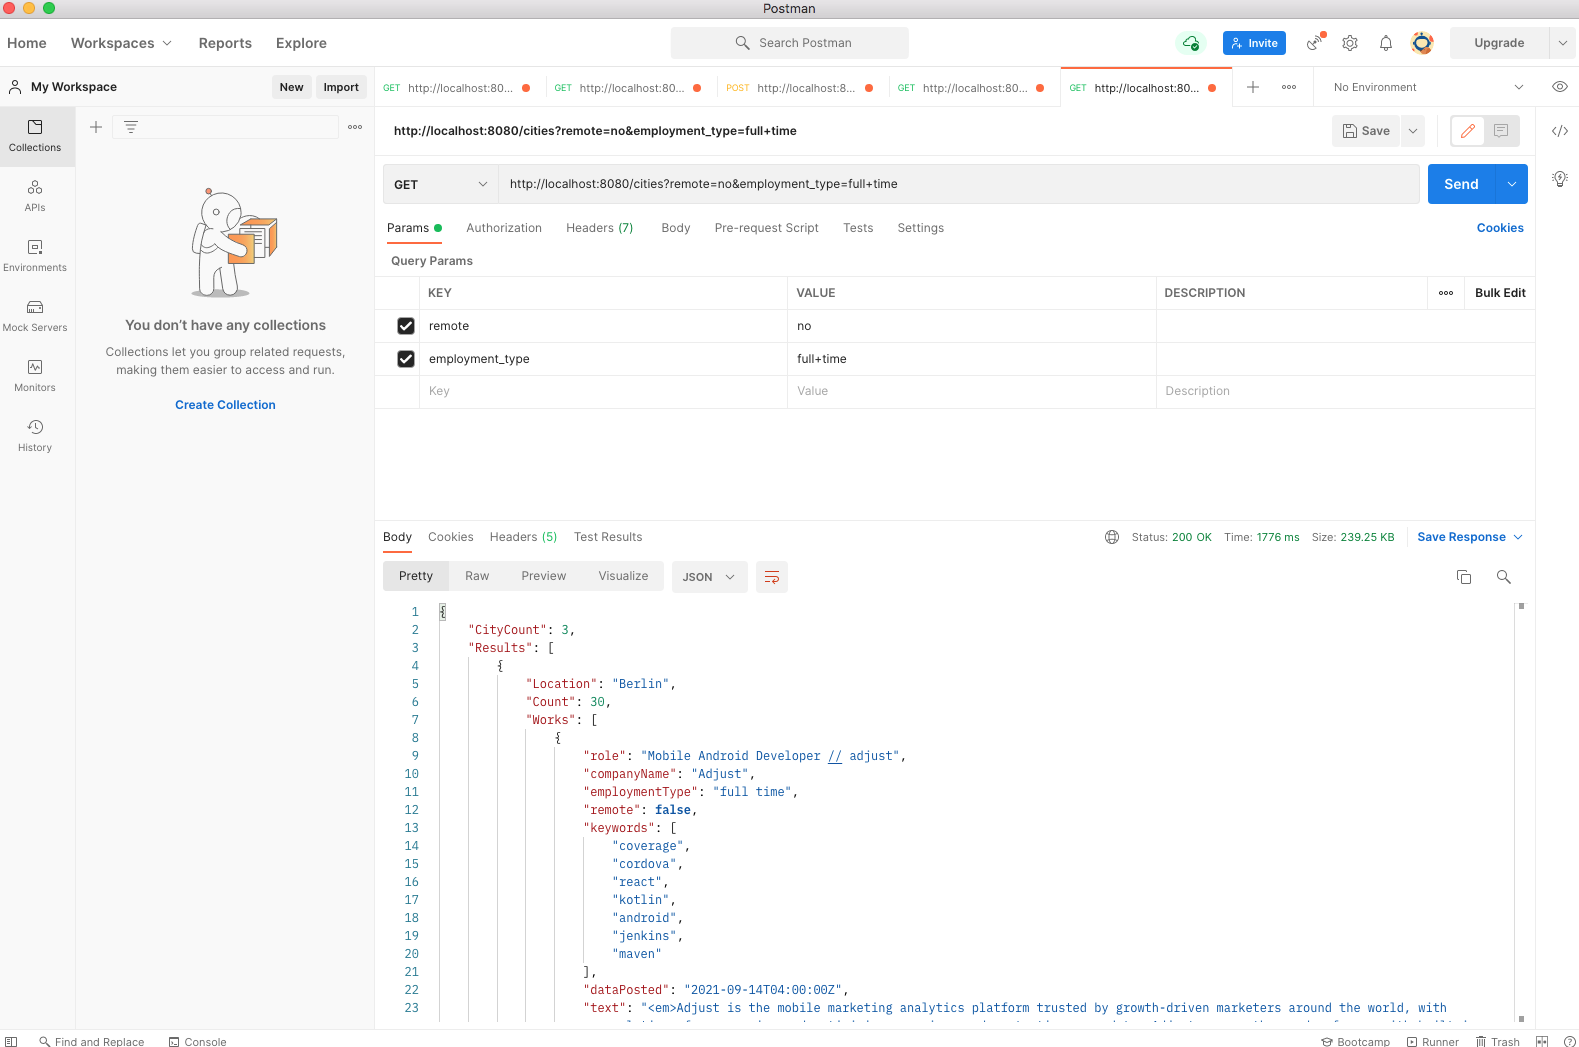 Postman
Home Workspaces Reports Explore Search Postman Invite Upgrade
My Workspace New Import
GET http://localhost:80... GET http://localhost:80... POST http://localhost:8... GET http://localhost:80... GET http://localhost:80... No Environment
Collections
APIs
Environments
Mock Servers
Monitors
History
You don't have any collections
Collections let you group related requests,
making them easier to access and run.
Create Collection
http://localhost:8080/cities?remote=no&employment_type=full+time Save
GET http://localhost:8080/cities?remote=no&employment_type=full+time Send
Params Authorization Headers (7) Body Pre-request Script Tests Settings Cookies
Query Params
KEY VALUE DESCRIPTION Bulk Edit
remote no
employment_type full+time
Key Value Description
Body Cookies Headers (5) Test Results Status: 200 OK Time: 1776 ms Size: 239.25 KB Save Response
Pretty Raw Preview Visualize JSON
1 {
2 "CityCount": 3,
3 "Results": [
4 {
5 "Location": "Berlin",
6 "Count": 30,
7 "Works": [
8 {
9 "role": "Mobile Android Developer // adjust",
10 "companyName": "Adjust",
11 "employmentType": "full time",
12 "remote": false,
13 "keywords": [
14 "coverage",
15 "cordova",
16 "react",
17 "kotlin",
18 "android",
19 "jenkins",
20 "maven"
21 ],
22 "dataPosted": "2021-09-14T04:00:00Z",
23 "text": "<em>Adjust is the mobile marketing analytics platform trusted by growth-driven marketers around the world, with
Find and Replace Console Bootcamp Runner Trash